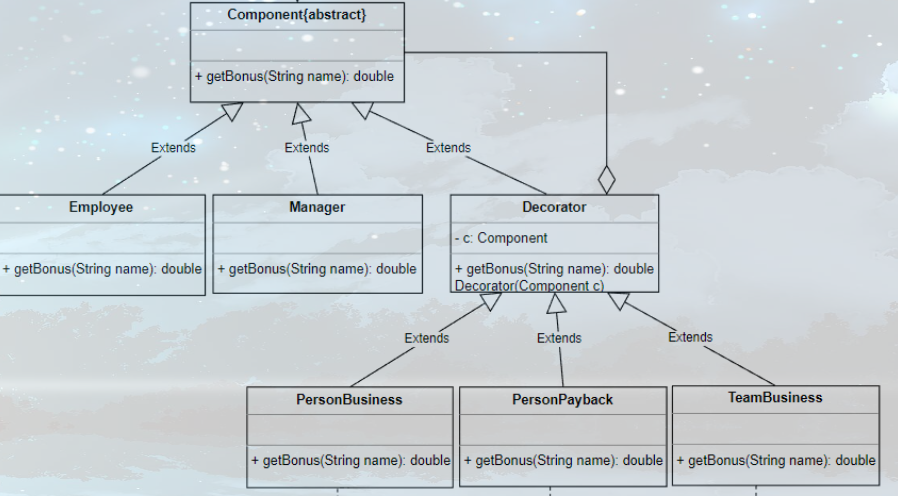 Component{abstract}
+ getBonus(String name): double
Extends
Extends
Extends
Employee
+ getBonus(String name): double
Manager
+ getBonus(String name): double
Decorator
- c: Component
+ getBonus(String name): double
Decorator(Component c)
Extends
Extends
Extends
PersonBusiness
+ getBonus(String name): double
PersonPayback
+ getBonus(String name): double
TeamBusiness
+ getBonus(String name): double